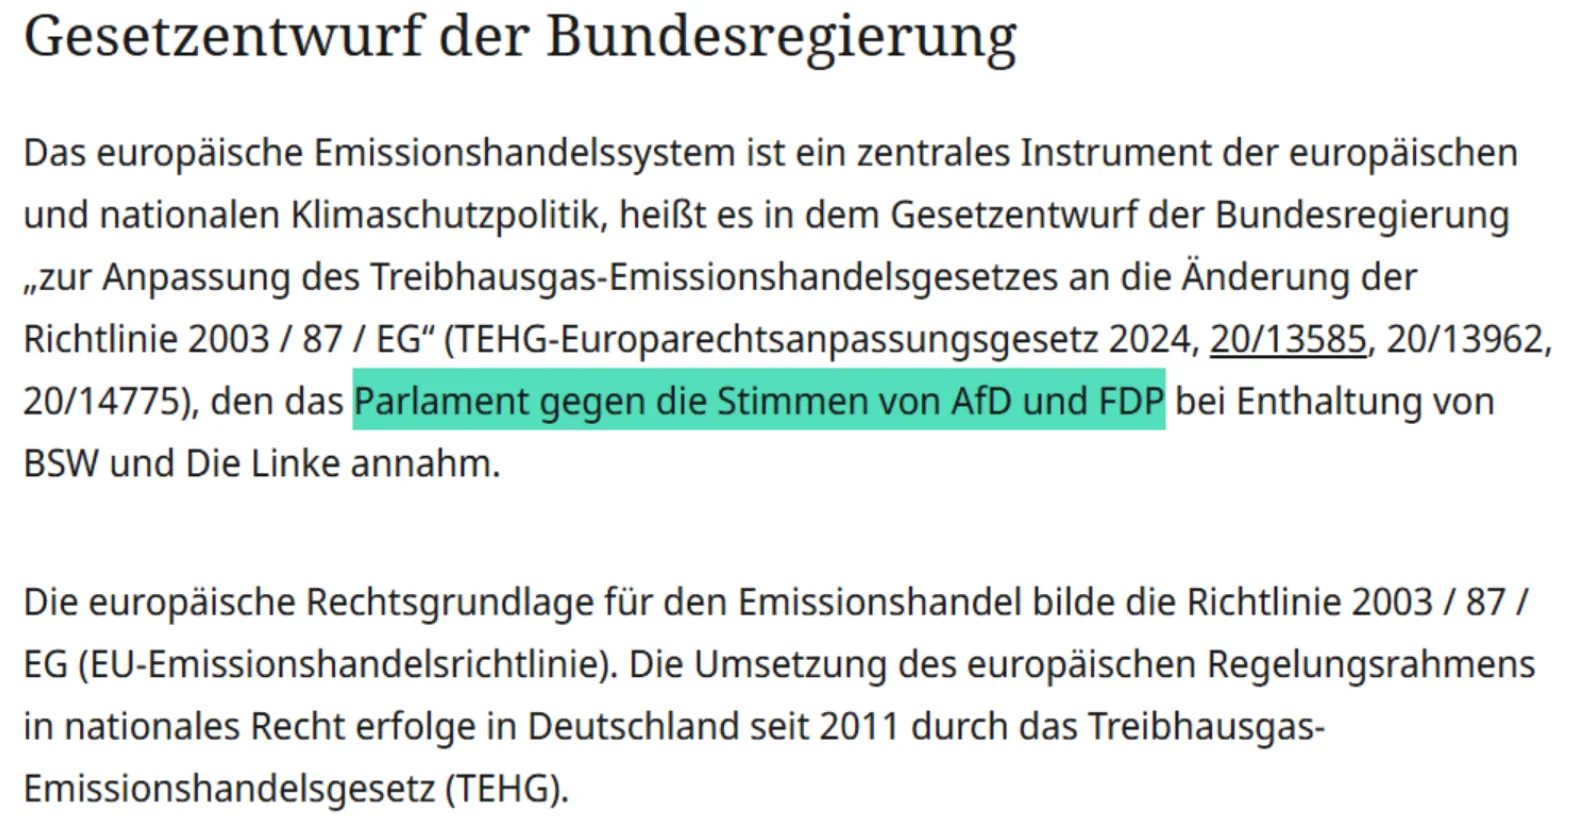 Gesetzentwurf der Bundesregierung
Das europäische Emissionshandelssystem ist ein zentrales Instrument der europäischen
und nationalen Klimaschutzpolitik, heißt es in dem Gesetzentwurf der Bundesregierung
„zur Anpassung des Treibhausgas-Emissionshandelsgesetzes an die Änderung der
Richtlinie 2003 / 87 / EG“ (TEHG-Europarechtsanpassungsgesetz 2024, 20/13585, 20/13962,
20/14775), den das Parlament gegen die Stimmen von AfD und FDP bei Enthaltung von
BSW und Die Linke annahm.
Die europäische Rechtsgrundlage für den Emissionshandel bilde die Richtlinie 2003 / 87 /
EG (EU-Emissionshandelsrichtlinie). Die Umsetzung des europäischen Regelungsrahmens
in nationales Recht erfolge in Deutschland seit 2011 durch das Treibhausgas-
Emissionshandelsgesetz (TEHG).